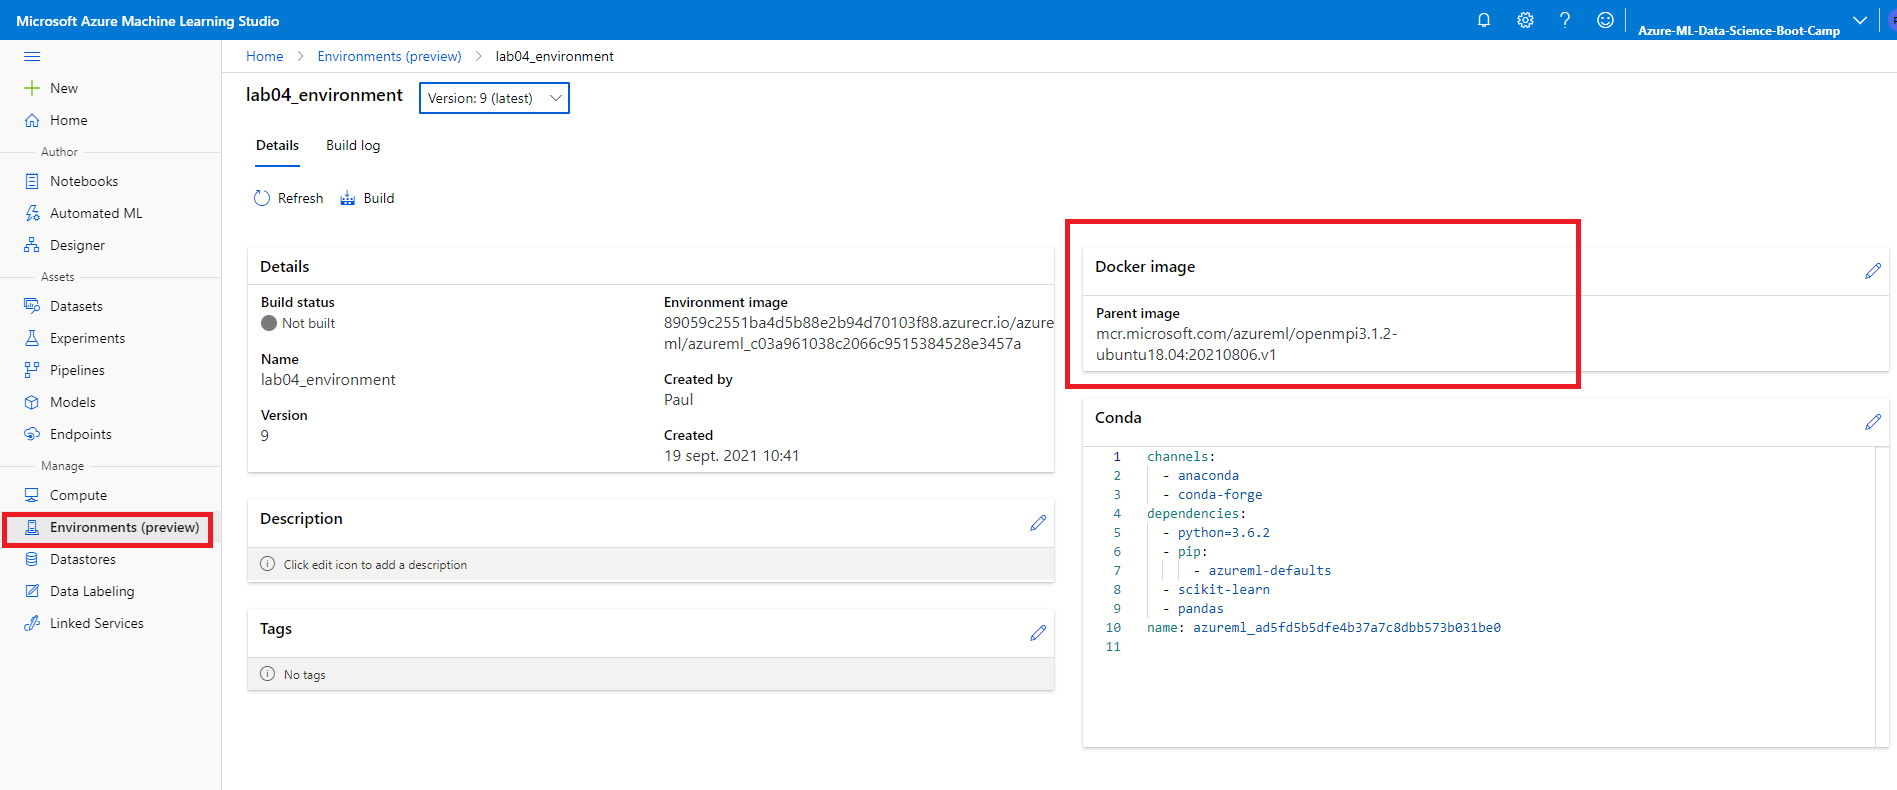 Microsoft Azure Machine Learning Studio
Azure-ML-Data-Science-Boot-Camp
New
Home
Author
Notebooks
Automated ML
Designer
Assets
Datasets
Experiments
Pipelines
Models
Endpoints
Manage
Compute
Environments (preview)
Datastores
Data Labeling
Linked Services
Home > Environments (preview) > lab04_environment
lab04_environment
Version: 9 (latest)
Details
Build log
Refresh
Build
Details
Build status
Not built
Name
lab04_environment
Version
9
Environment image
89059c2551ba4d5b88e2b94d70103f88.azurecr.io/azure
ml/azureml_c03a961038c2066c9515384528e3457a
Created by
Paul
Created
19 sept. 2021 10:41
Description
Click edit icon to add a description
Tags
No tags
Docker image
Parent image
mcr.microsoft.com/azureml/openmpi3.1.2-
ubuntu18.04:20210806.v1
Conda
1 channels:
2 - anaconda
3 - conda-forge
4 dependencies:
5 - python=3.6.2
6 - pip:
7 - azureml-defaults
8 - scikit-learn
9 - pandas
10 name: azureml_ad5fd5b5dfe4b37a7c8dbb573b031be0
11